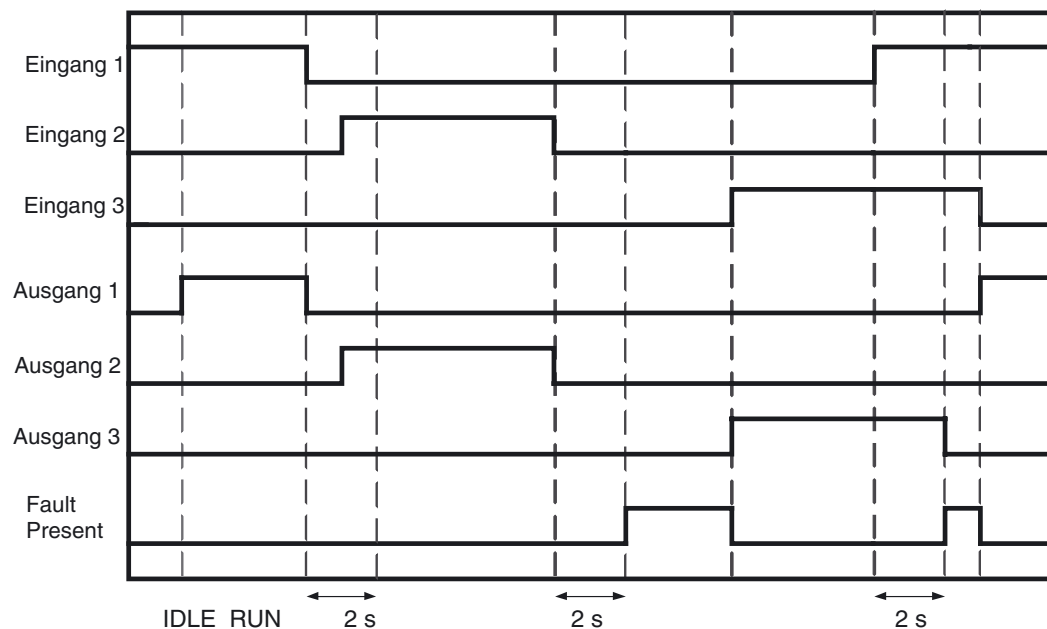 Eingang 1
Eingang 2
Eingang 3
Ausgang 1
Ausgang 2
Ausgang 3
Fault
Present
IDLE RUN 2 s 2 s 2 s